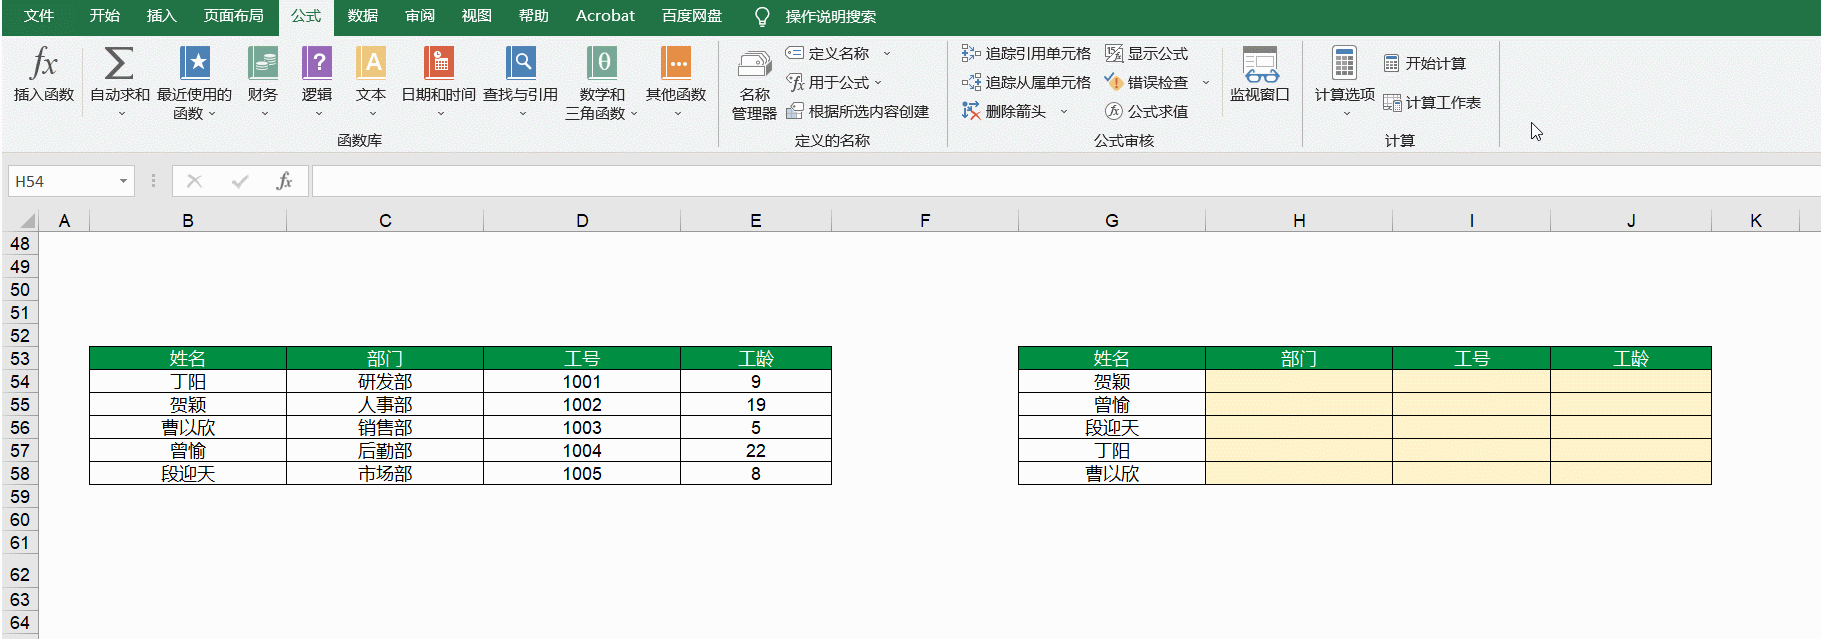 文件 开始 插入 页面布局 公式 数据 审阅 视图 帮助 Acrobat 百度网盘 操作说明搜索
fx 插入函数
Σ 自动求和
最近使用的函数
财务
? 逻辑
A 文本
日期和时间
查找与引用
θ 数学和三角函数
其他函数
函数库
名称管理器
定义名称
用于公式
根据所选内容创建
定义的名称
追踪引用单元格
追踪从属单元格
删除箭头
显示公式
错误检查
公式求值
公式审核
监视窗口
计算选项
开始计算
计算工作表
计算
H54 fx
A B C D E F G H I J K
48
49
50
51
52
53 姓名 部门 工号 工龄 姓名 部门 工号 工龄
54 丁阳 研发部 1001 9 贺颖
55 贺颖 人事部 1002 19 曾愉
56 曹以欣 销售部 1003 5 段迎天
57 曾愉 后勤部 1004 22 丁阳
58 段迎天 市场部 1005 8 曹以欣
59
60
61
62
63
64